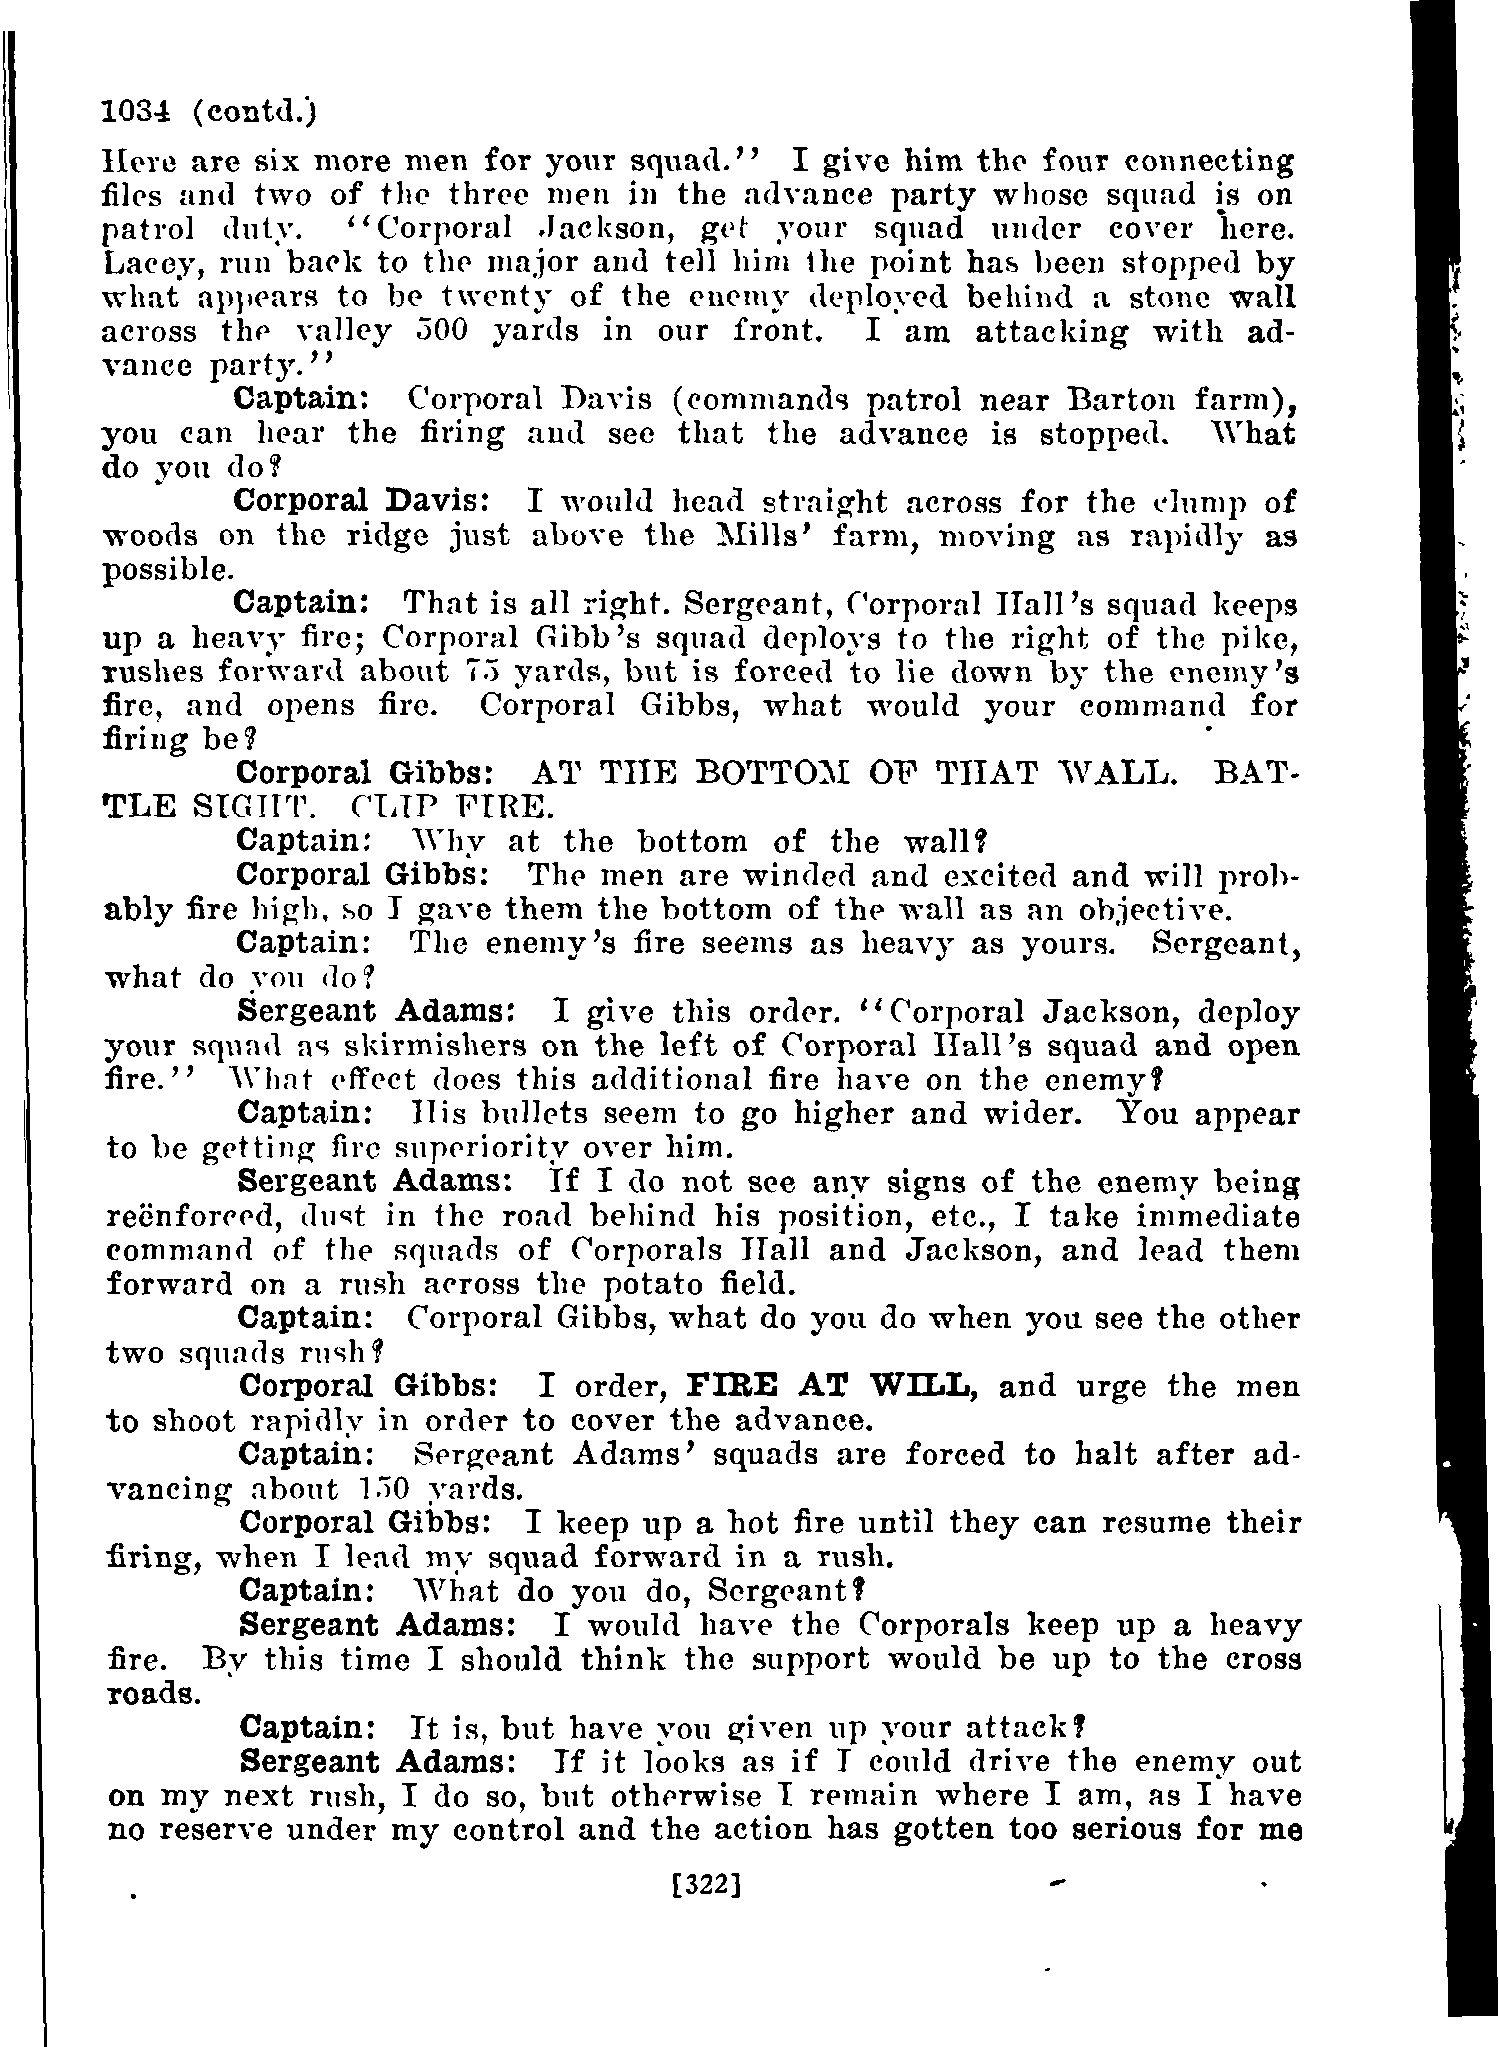 1034 (contd.)
Here are six more men for your squad.'' I give him the four connecting
files and two of the three men in the advance party whose squad is on
patrol duty. ''Corporal Jackson, get your squad under cover here.
Lacey, run back to the major and tell him the point has been stopped by
what appears to be twenty of the enemy deployed behind a stone wall
across the valley 500 yards in our front. I am attacking with ad-
vance party.''
Captain: Corporal Davis (commands patrol near Barton farm),
you can hear the firing and see that the advance is stopped. What
do you do?
Corporal Davis: I would head straight across for the clump of
woods on the ridge just above the Mills' farm, moving as rapidly as
possible.
Captain: That is all right. Sergeant, Corporal Hall's squad keeps
up a heavy fire; Corporal Gibb's squad deploys to the right of the pike,
rushes forward about 75 yards, but is forced to lie down by the enemy's
fire, and opens fire. Corporal Gibbs, what would your command for
firing be?
Corporal Gibbs: AT THE BOTTOM OF THAT WALL. BAT-
TLE SIGHT. CLIP FIRE.
Captain: Why at the bottom of the wall?
Corporal Gibbs: The men are winded and excited and will prob-
ably fire high, so I gave them the bottom of the wall as an objective.
Captain: The enemy's fire seems as heavy as yours. Sergeant,
what do you do?
Sergeant Adams: I give this order. ''Corporal Jackson, deploy
your squad as skirmishers on the left of Corporal Hall's squad and open
fire.'' What effect does this additional fire have on the enemy?
Captain: His bullets seem to go higher and wider. You appear
to be getting fire superiority over him.
Sergeant Adams: If I do not see any signs of the enemy being
reënforced, dust in the road behind his position, etc., I take immediate
command of the squads of Corporals Hall and Jackson, and lead them
forward on a rush across the potato field.
Captain: Corporal Gibbs, what do you do when you see the other
two squads rush?
Corporal Gibbs: I order, FIRE AT WILL, and urge the men
to shoot rapidly in order to cover the advance.
Captain: Sergeant Adams' squads are forced to halt after ad-
vancing about 150 yards.
Corporal Gibbs: I keep up a hot fire until they can resume their
firing, when I lead my squad forward in a rush.
Captain: What do you do, Sergeant?
Sergeant Adams: I would have the Corporals keep up a heavy
fire. By this time I should think the support would be up to the cross
roads.
Captain: It is, but have you given up your attack?
Sergeant Adams: If it looks as if I could drive the enemy out
on my next rush, I do so, but otherwise I remain where I am, as I have
no reserve under my control and the action has gotten too serious for me
[322]